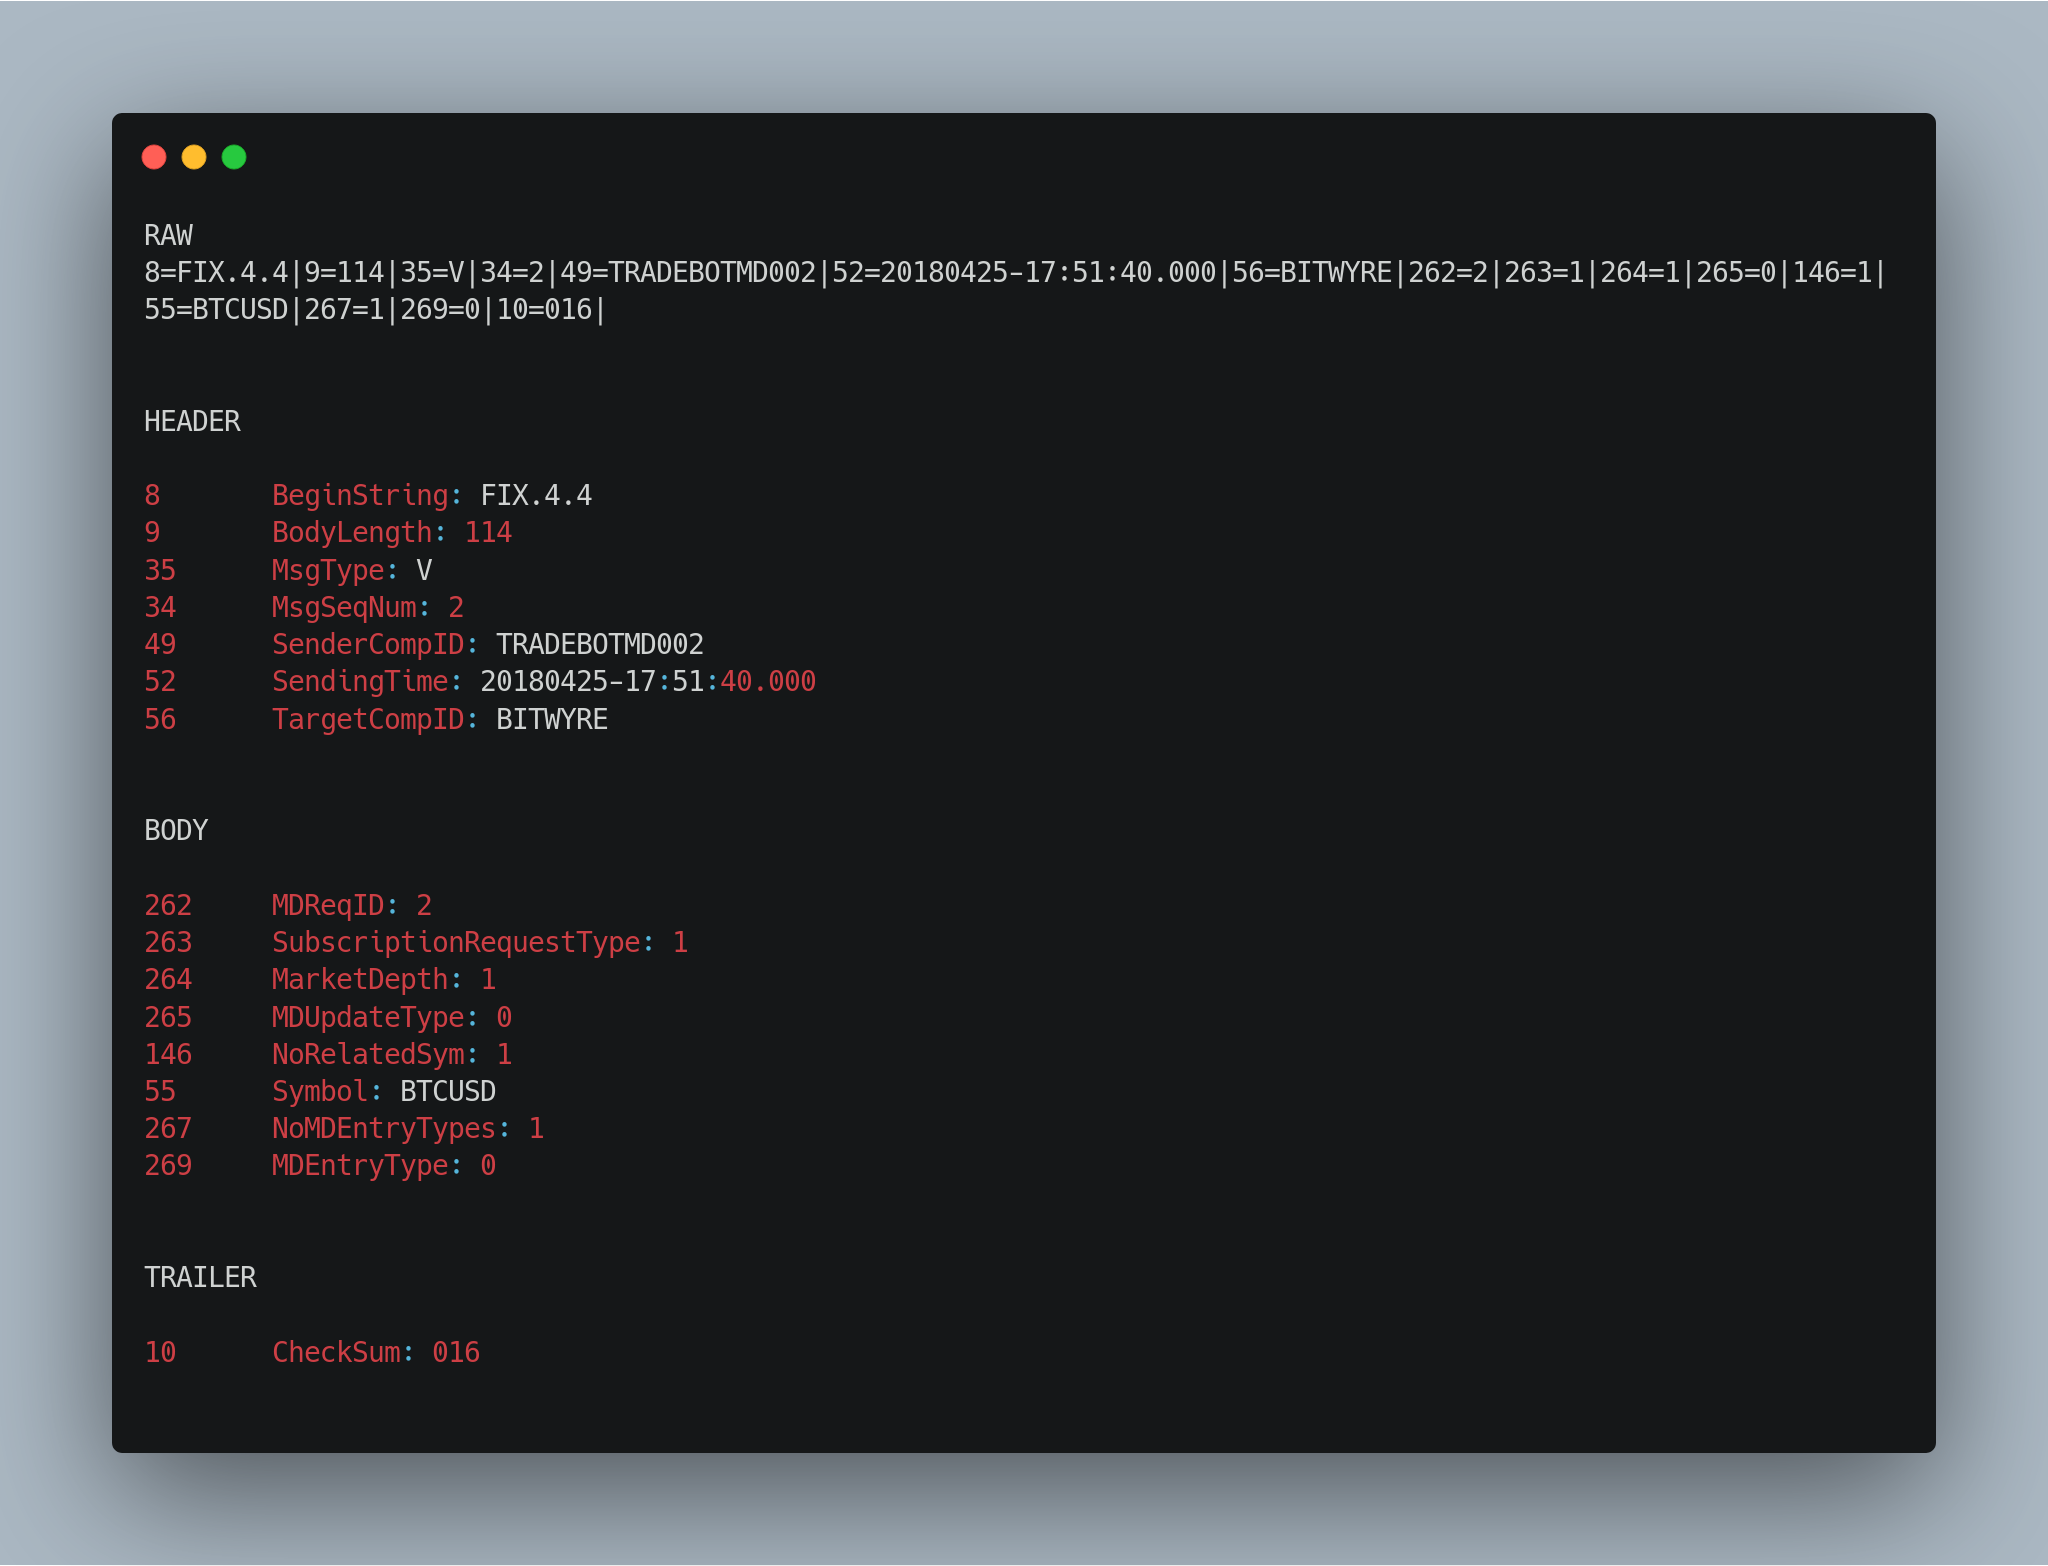 RAW
8=FIX.4.4|9=114|35=V|34=2|49=TRADEBOTMD002|52=20180425-17:51:40.000|56=BITWYRE|262=2|263=1|264=1|265=0|146=1|
55=BTCUSD|267=1|269=0|10=016|
HEADER
8 BeginString: FIX.4.4
9 BodyLength: 114
35 MsgType: V
34 MsgSeqNum: 2
49 SenderCompID: TRADEBOTMD002
52 SendingTime: 20180425-17:51:40.000
56 TargetCompID: BITWYRE
BODY
262 MDReqID: 2
263 SubscriptionRequestType: 1
264 MarketDepth: 1
265 MDUpdateType: 0
146 NoRelatedSym: 1
55 Symbol: BTCUSD
267 NoMDEntryTypes: 1
269 MDEntryType: 0
TRAILER
10 CheckSum: 016